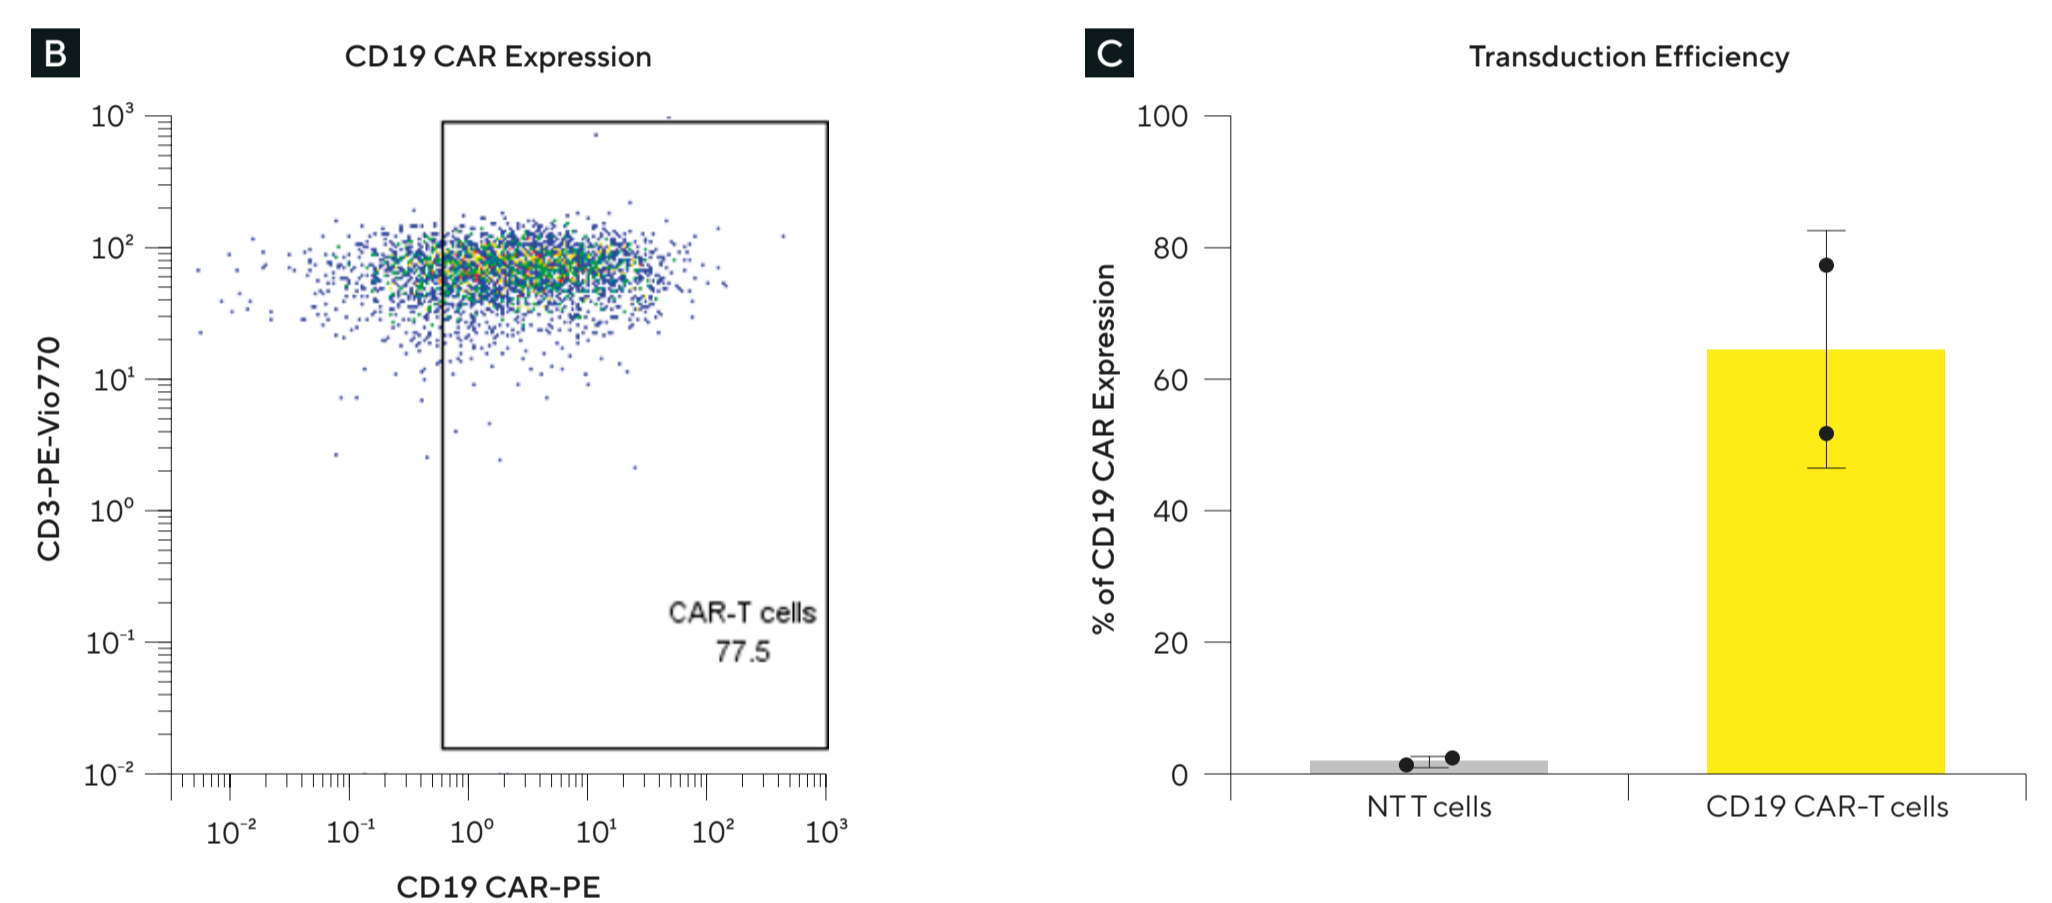 B
CD19 CAR Expression
10³
10²
10¹
10⁰
10⁻¹
10⁻²
CD3-PE-Vio770
CAR-T cells
77.5
10⁻² 10⁻¹ 10⁰ 10¹ 10² 10³
CD19 CAR-PE
C
Transduction Efficiency
100
80
60
40
20
0
% of CD19 CAR Expression
NT T cells CD19 CAR-T cells